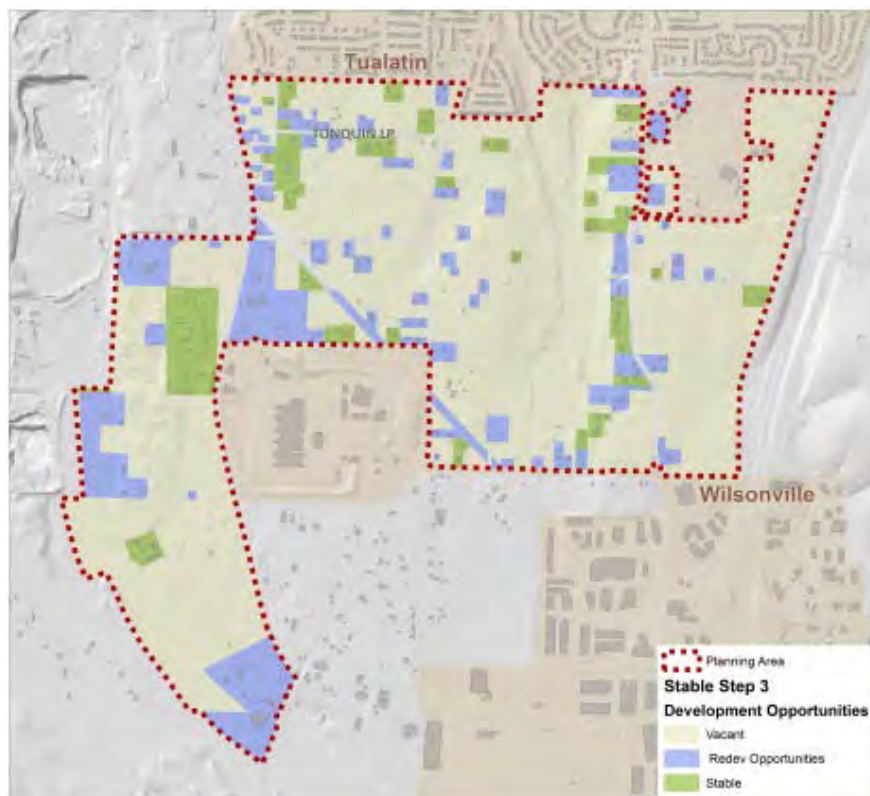 Tualatin
TONQUIN LP
Wilsonville
Planning Area
Stable Step 3
Development Opportunities
Vacant
Redev Opportunities
Stable